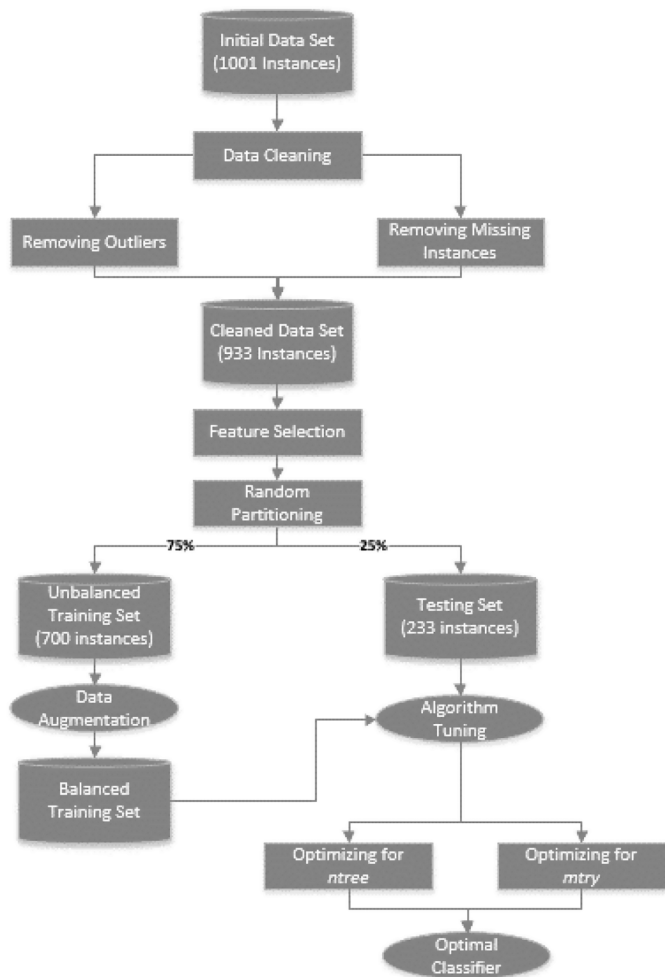 Initial Data Set
(1001 Instances)
Data Cleaning
Removing Outliers
Removing Missing
Instances
Cleaned Data Set
(933 Instances)
Feature Selection
Random
Partitioning
75%
25%
Unbalanced
Training Set
(700 instances)
Testing Set
(233 instances)
Data
Augmentation
Algorithm
Tuning
Balanced
Training Set
Optimizing for
ntree
Optimizing for
mtry
Optimal
Classifier